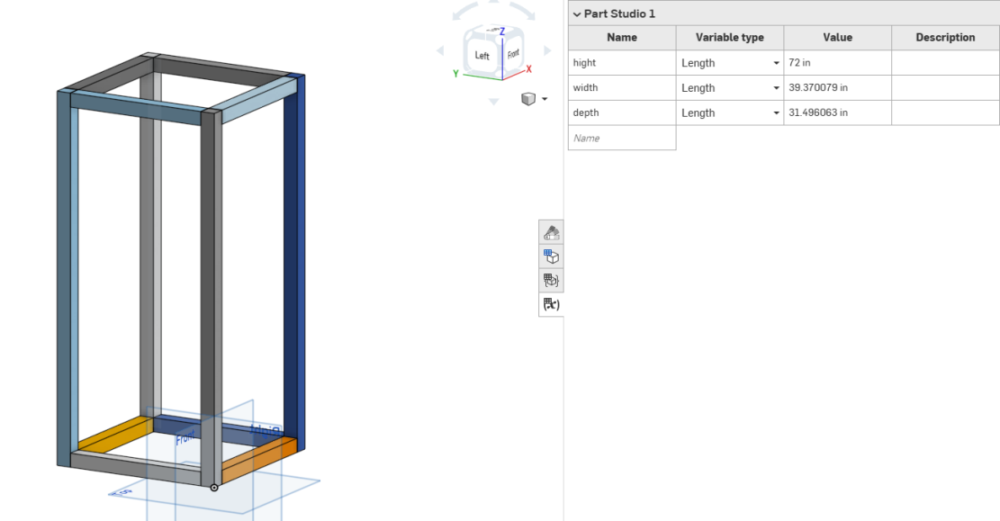 Part Studio 1
Name Variable type Value Description
hight Length 72 in
width Length 39.370079 in
depth Length 31.496063 in
Name
Z
Left Front
Y X
Front Right
(x)